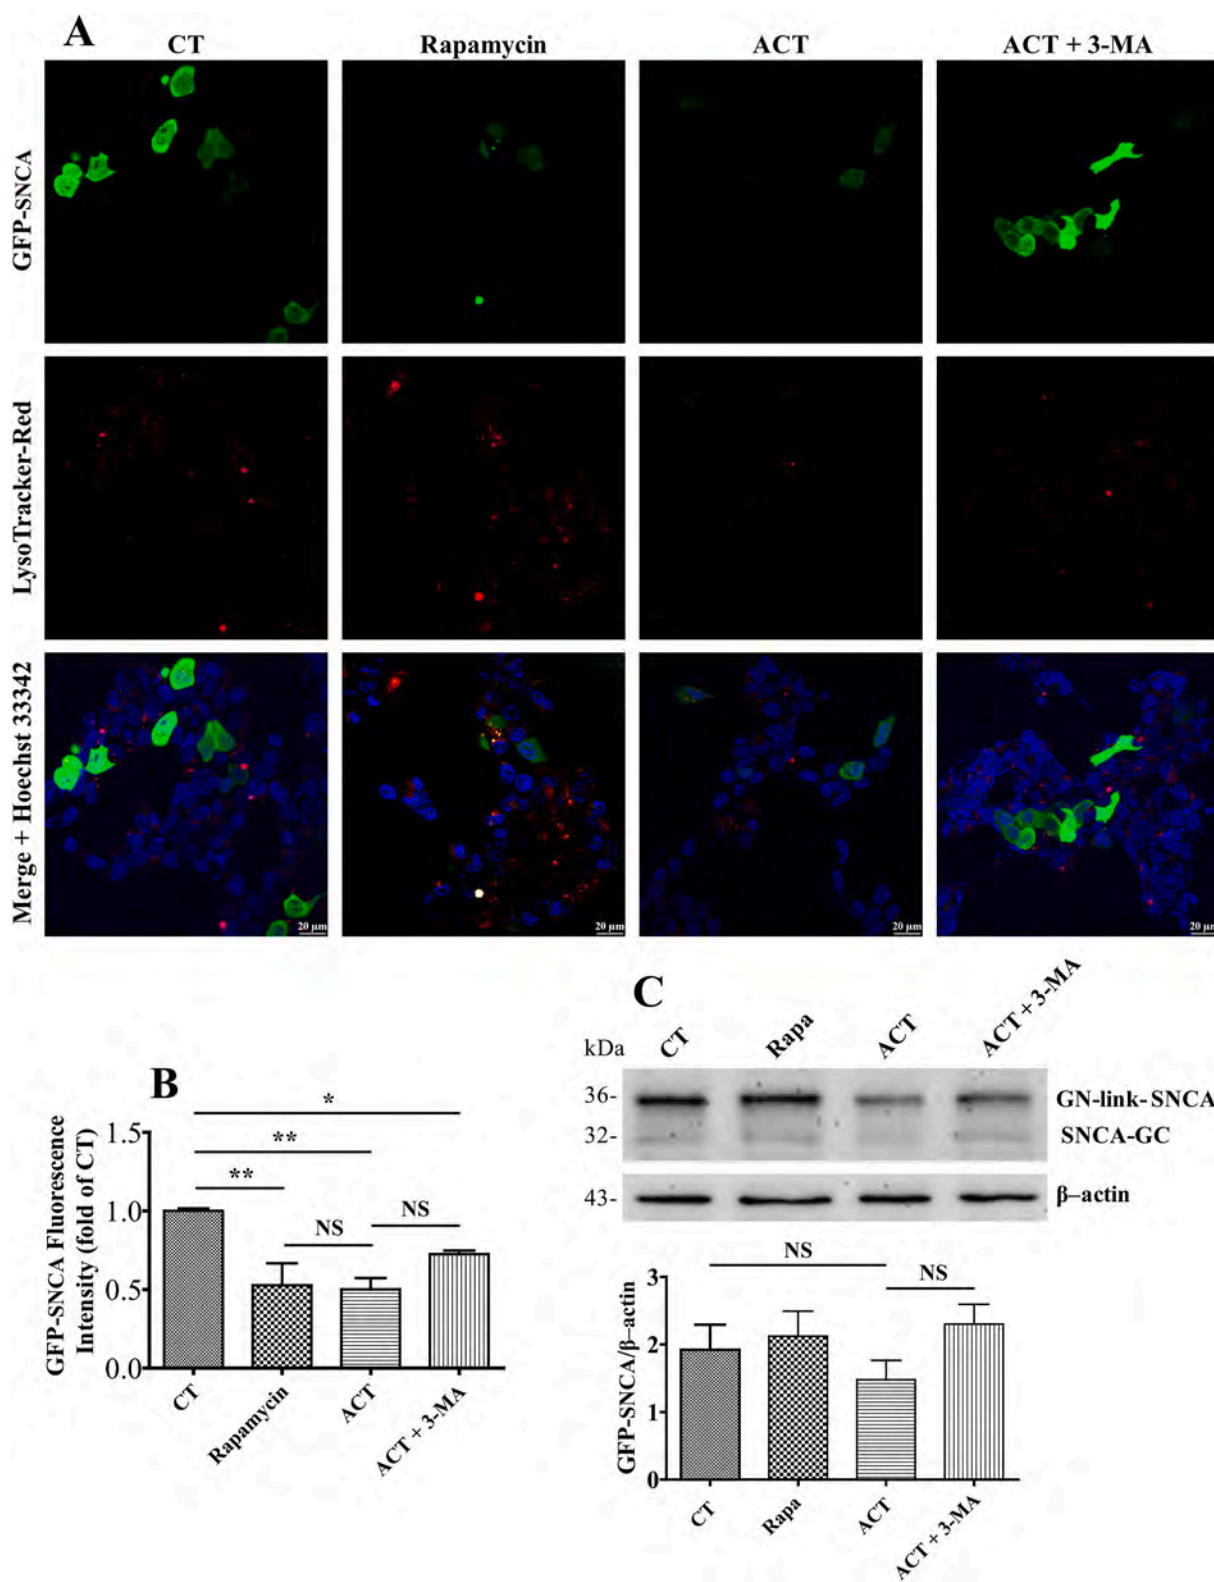 A
CT
Rapamycin
ACT
ACT + 3-MA
GFP-SNCA
LysoTracker-Red
Merge + Hoechst 33342
20 µm
20 µm
20 µm
20 µm
B
*
**
**
NS
NS
1.5
1.0
0.5
0.0
GFP-SNCA Fluorescence
Intensity (fold of CT)
CT
Rapamycin
ACT
ACT + 3-MA
C
kDa
CT
Rapa
ACT
ACT + 3-MA
36-
GN-link-SNCA
32-
SNCA-GC
43-
β-actin
NS
NS
3
2
1
0
GFP-SNCA/β-actin
CT
Rapa
ACT
ACT + 3-MA